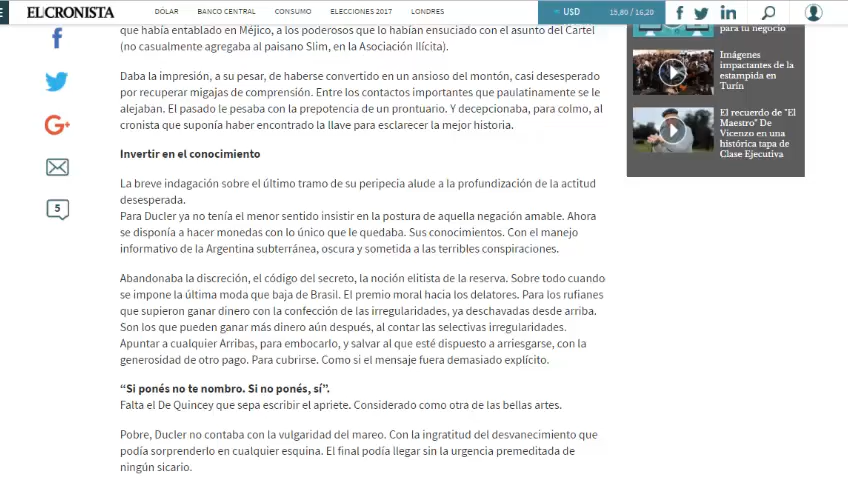 EL CRONISTA
DÓLAR BANCO CENTRAL CONSUMO ELECCIONES 2017 LONDRES
USD 15,80 / 16,20
que había entablado en Méjico, a los poderosos que lo habían ensuciado con el asunto del Cartel
(no casualmente agregaba al paisano Slim, en la Asociación Ilícita).
Daba la impresión, a su pesar, de haberse convertido en un ansioso del montón, casi desesperado
por recuperar migajas de comprensión. Entre los contactos importantes que paulatinamente se le
alejaban. El pasado le pesaba con la prepotencia de un prontuario. Y decepcionaba, para colmo, al
cronista que suponía haber encontrado la llave para esclarecer la mejor historia.
Invertir en el conocimiento
La breve indagación sobre el último tramo de su peripecia alude a la profundización de la actitud
desesperada.
Para Ducler ya no tenía el menor sentido insistir en la postura de aquella negación amable. Ahora
se disponía a hacer monedas con lo único que le quedaba. Sus conocimientos. Con el manejo
informativo de la Argentina subterránea, oscura y sometida a las terribles conspiraciones.
Abandonaba la discreción, el código del secreto, la noción elitista de la reserva. Sobre todo cuando
se impone la última moda que baja de Brasil. El premio moral hacia los delatores. Para los rufianes
que supieron ganar dinero con la confección de las irregularidades, ya deschavadas desde arriba.
Son los que pueden ganar más dinero aún después, al contar las selectivas irregularidades.
Apuntar a cualquier Arribas, para embocarlo, y salvar al que esté dispuesto a arriesgarse, con la
generosidad de otro pago. Para cubrirse. Como si el mensaje fuera demasiado explícito.
“Si ponés no te nombro. Si no ponés, sí”.
Falta el De Quincey que sepa escribir el apriete. Considerado como otra de las bellas artes.
Pobre, Ducler no contaba con la vulgaridad del mareo. Con la ingratitud del desvanecimiento que
podía sorprenderlo en cualquier esquina. El final podía llegar sin la urgencia premeditada de
ningún sicario.
5
para tu negocio
Imágenes
impactantes de la
estampida en
Turín
El recuerdo de "El
Maestro" De
Vicenzo en una
histórica tapa de
Clase Ejecutiva